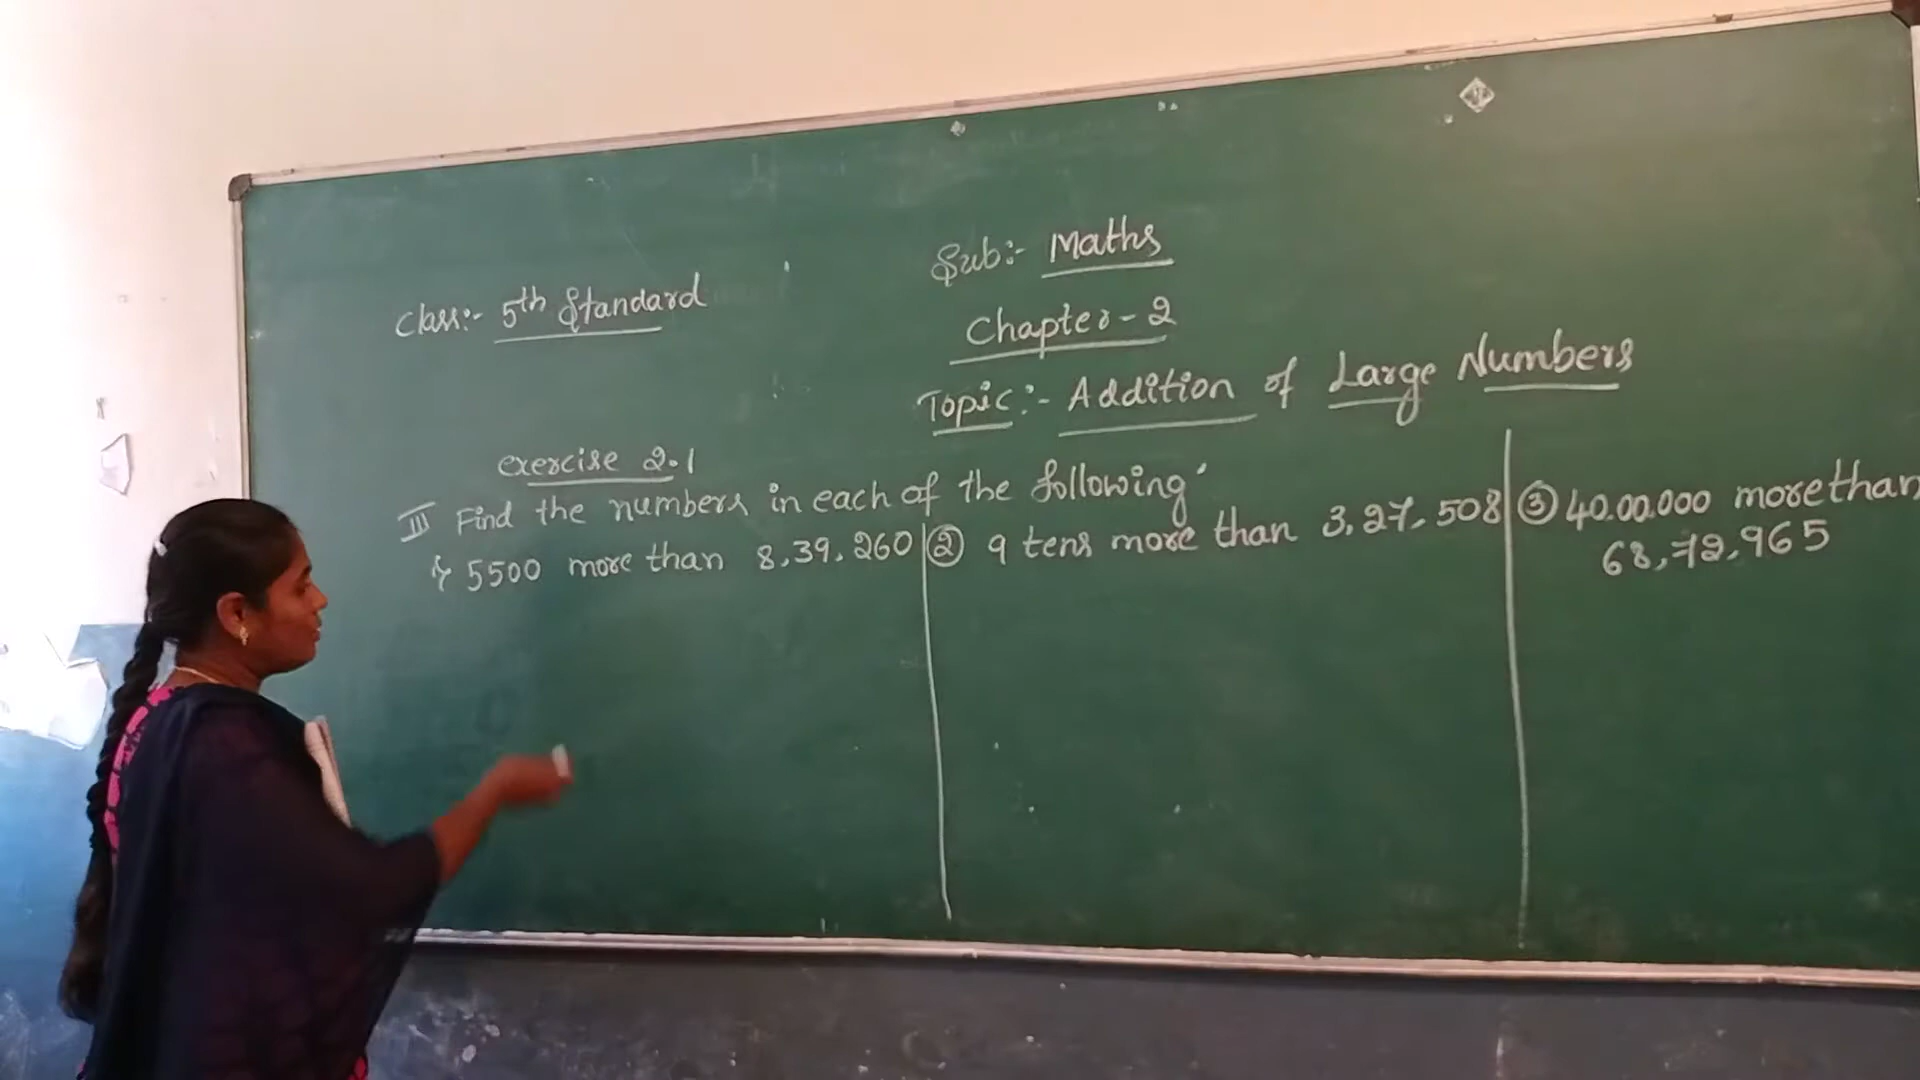 Sub:- Maths
Class:- 5th Standard
Chapter-2
Topic:- Addition of Large Numbers
exercise 2.1
III Find the numbers in each of the following
5500 more than 8,39,260
② 9 tens more than 3,27,508
③ 40,00,000 more than
68,72,965